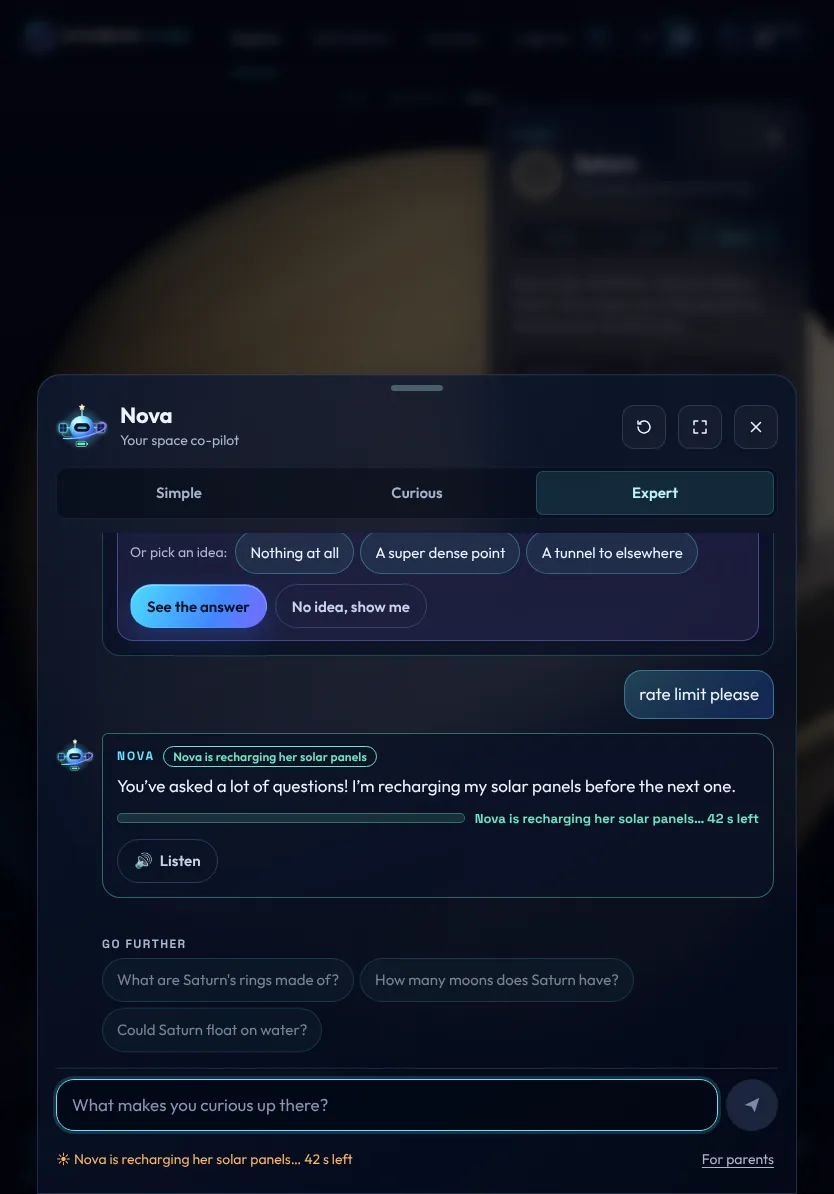 Nova
Your space co-pilot
Simple
Curious
Expert
Or pick an idea:
Nothing at all
A super dense point
A tunnel to elsewhere
See the answer
No idea, show me
rate limit please
NOVA
Nova is recharging her solar panels
You’ve asked a lot of questions! I’m recharging my solar panels before the next one.
Nova is recharging her solar panels… 42 s left
Listen
GO FURTHER
What are Saturn's rings made of?
How many moons does Saturn have?
Could Saturn float on water?
What makes you curious up there?
Nova is recharging her solar panels… 42 s left
For parents